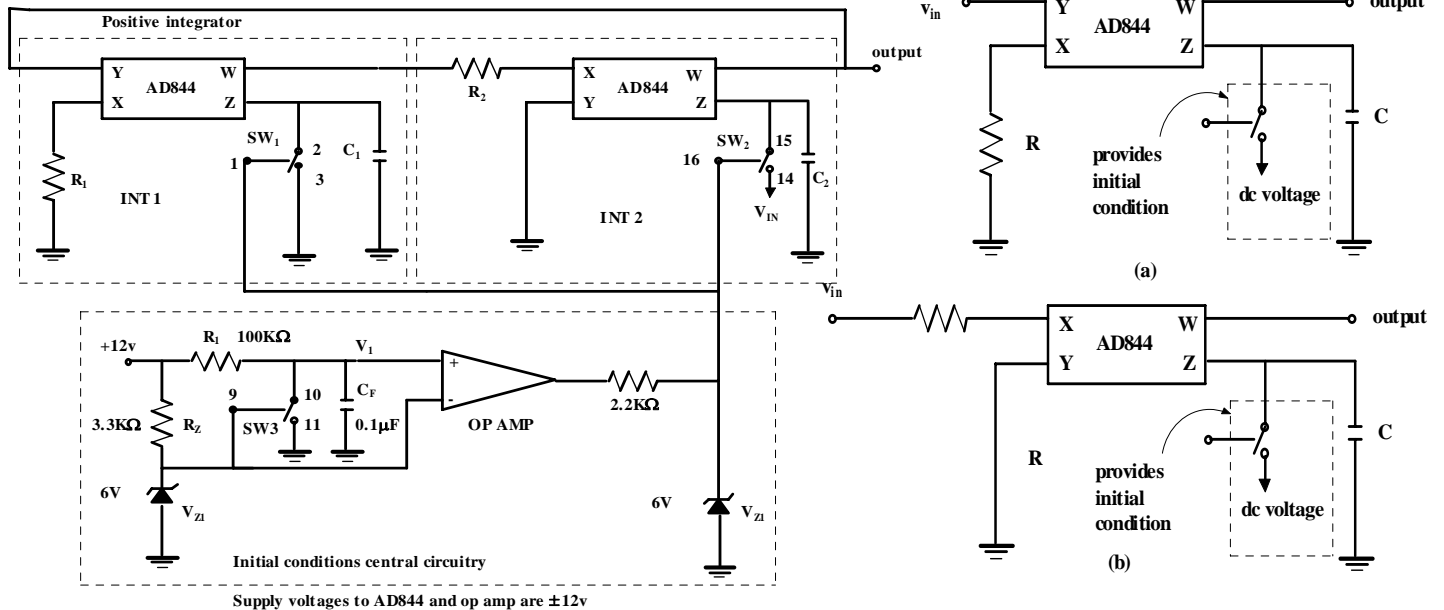 Positive integrator
Y
W
AD844
X
Z
R₁
INT 1
SW₁
1
2
3
C₁
R₂
X
W
AD844
Y
Z
output
SW₂
16
15
14
V_IN
C₂
INT 2
+12v
R₁ 100KΩ
V₁
3.3KΩ
R_Z
9
10
SW3
11
C_F
0.1μF
+
-
OP AMP
2.2KΩ
6V
V_Z1
6V
V_Z1
Initial conditions central circuitry
Supply voltages to AD844 and op amp are ±12v
v_in
Y
W
output
AD844
X
Z
R
C
provides
initial
condition
dc voltage
(a)
v_in
X
W
output
AD844
Y
Z
R
C
provides
initial
condition
dc voltage
(b)